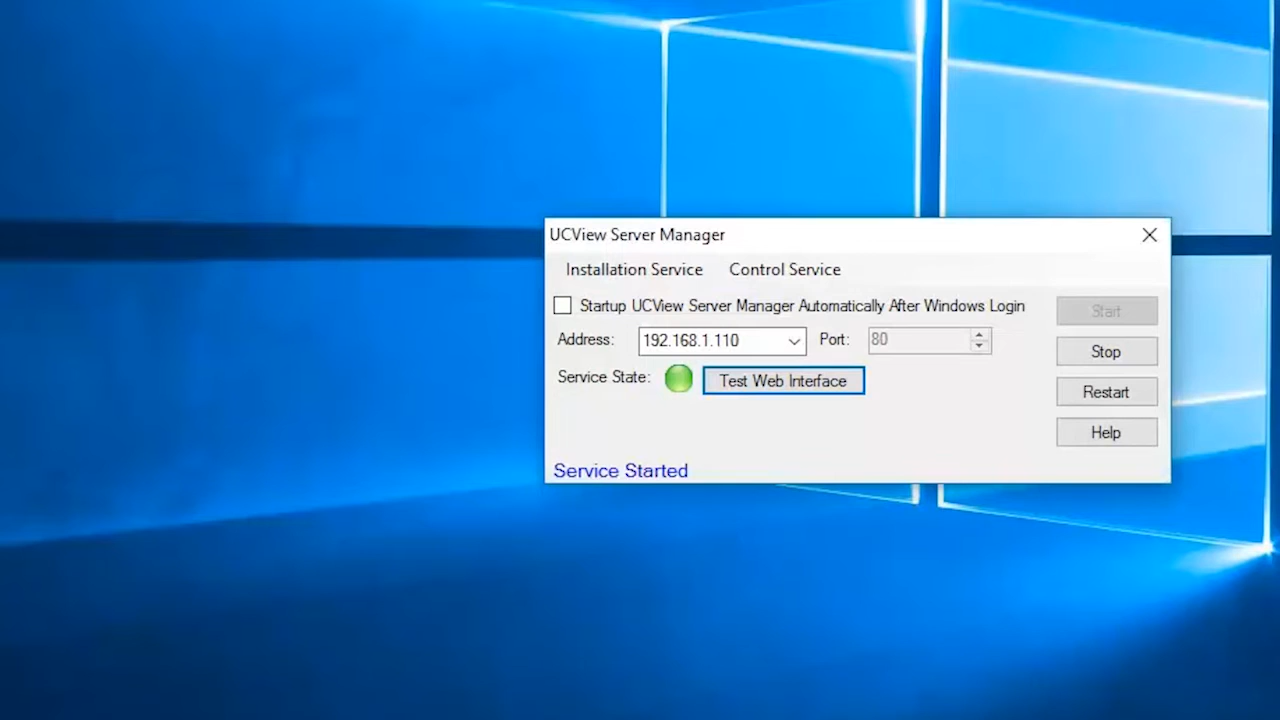 UCView Server Manager
Installation Service Control Service
Startup UCView Server Manager Automatically After Windows Login
Start
Address: 192.168.1.110 Port: 80
Stop
Service State: Test Web Interface
Restart
Help
Service Started